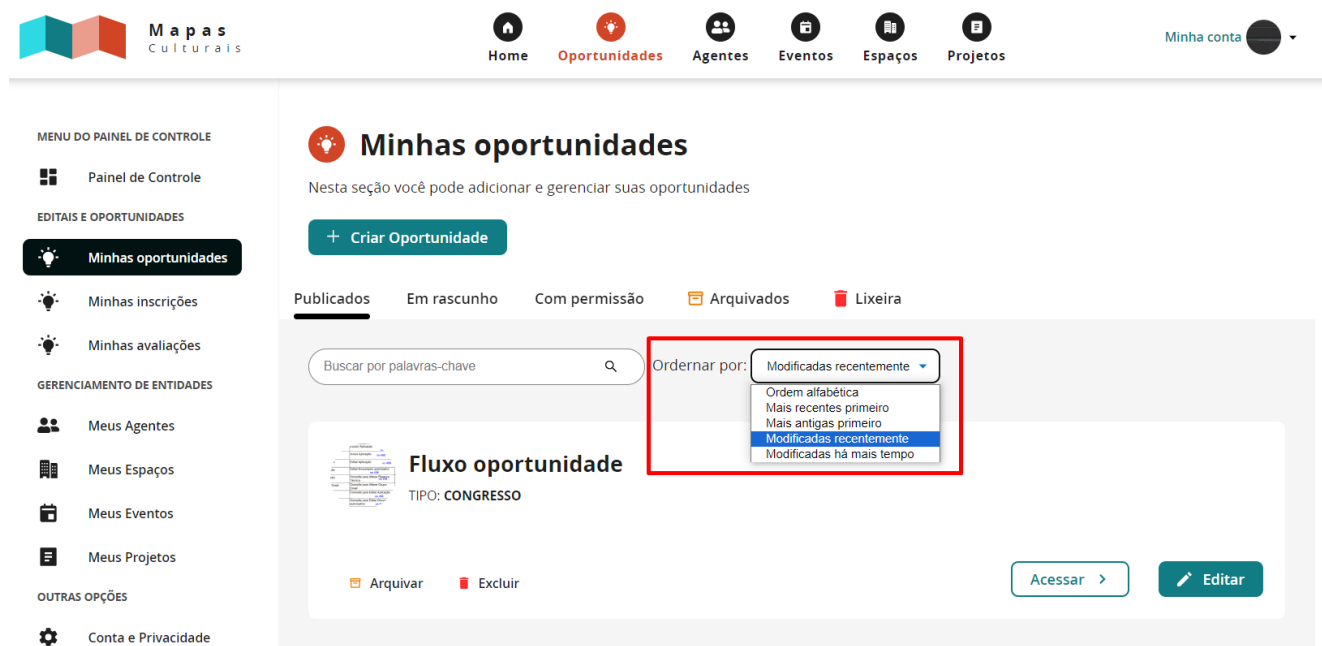 Mapas
Culturais
Home
Oportunidades
Agentes
Eventos
Espaços
Projetos
Minha conta
MENU DO PAINEL DE CONTROLE
Painel de Controle
EDITAIS E OPORTUNIDADES
Minhas oportunidades
Minhas inscrições
Minhas avaliações
GERENCIAMENTO DE ENTIDADES
Meus Agentes
Meus Espaços
Meus Eventos
Meus Projetos
OUTRAS OPÇÕES
Conta e Privacidade
Minhas oportunidades
Nesta seção você pode adicionar e gerenciar suas oportunidades
+ Criar Oportunidade
Publicados
Em rascunho
Com permissão
Arquivados
Lixeira
Buscar por palavras-chave
Ordernar por:
Modificadas recentemente
Ordem alfabética
Mais recentes primeiro
Mais antigas primeiro
Modificadas recentemente
Modificadas há mais tempo
Fluxo oportunidade
TIPO: CONGRESSO
Arquivar
Excluir
Acessar
Editar